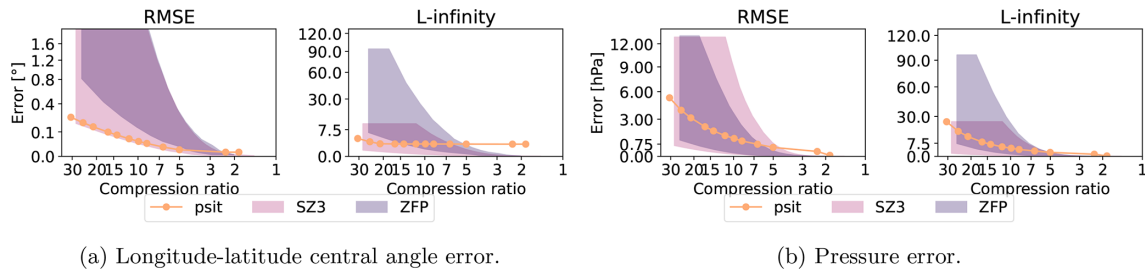 RMSE
L-infinity
RMSE
L-infinity
Error [°]
1.6
1.2
0.8
0.4
0.1
0.0
30 20 15 10 7 5 3 2 1
Compression ratio
120.0
90.0
60.0
30.0
7.5
0.0
30 20 15 10 7 5 3 2 1
Compression ratio
psit SZ3 ZFP
Error [hPa]
12.00
9.00
6.00
3.00
0.75
0.00
30 20 15 10 7 5 3 2 1
Compression ratio
120.0
90.0
60.0
30.0
7.5
0.0
30 20 15 10 7 5 3 2 1
Compression ratio
psit SZ3 ZFP
(a) Longitude-latitude central angle error.
(b) Pressure error.